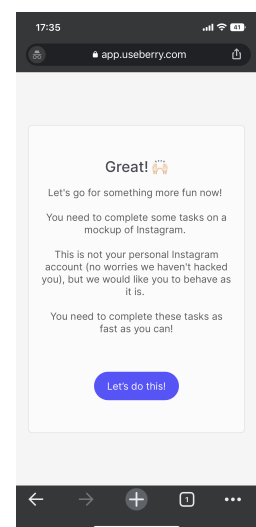 17:35
41
app.useberry.com
Great! 🙌🏻
Let's go for something more fun now!
You need to complete some tasks on a
mockup of Instagram.
This is not your personal Instagram
account (no worries we haven't hacked
you), but we would like you to behave as
it is.
You need to complete these tasks as
fast as you can!
Let's do this!
1